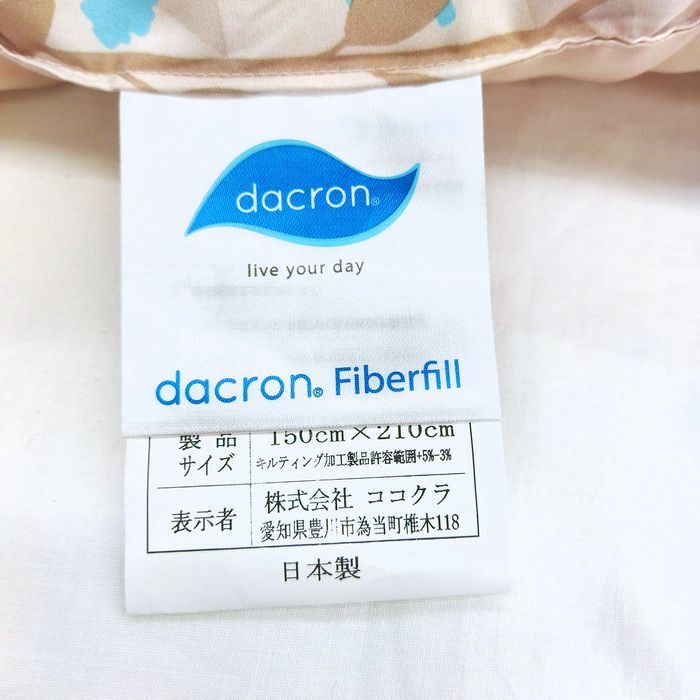 dacron®
live your day
dacron® Fiberfill
製品 150cm×210cm
サイズ キルティング加工製品許容範囲+5%-3%
表示者 株式会社 ココクラ
愛知県豊川市為当町椎木118
日本製